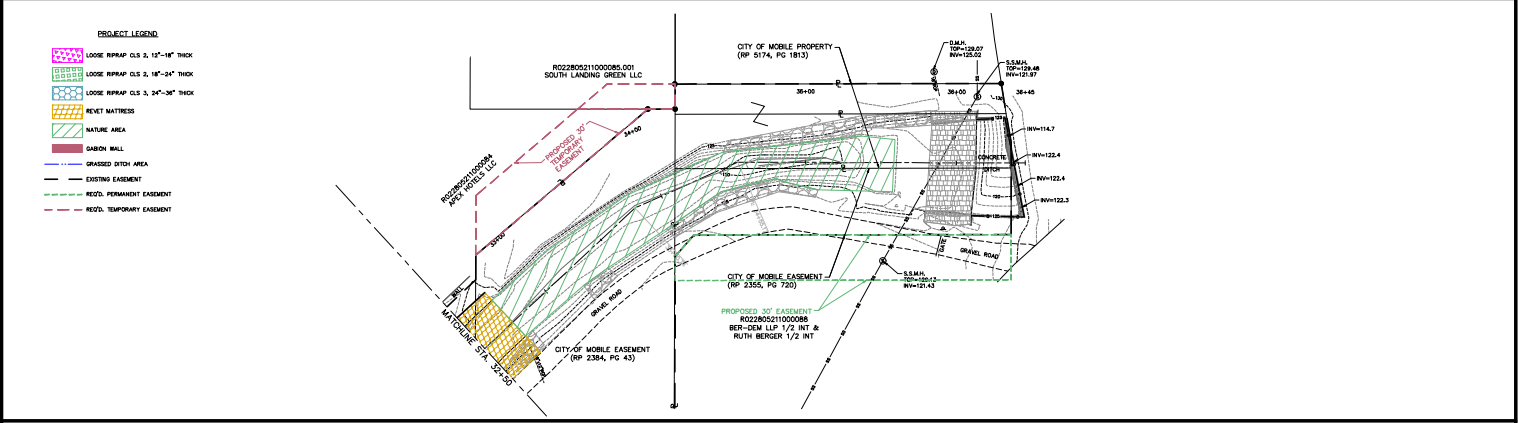 PROJECT LEGEND
LOOSE RIPRAP CLS 2, 12"-18" THICK
LOOSE RIPRAP CLS 2, 18"-24" THICK
LOOSE RIPRAP CLS 3, 24"-36" THICK
REVET MATTRESS
NATURE AREA
GABION WALL
GRASSED DITCH AREA
EXISTING EASEMENT
REQ'D. PERMANENT EASEMENT
REQ'D. TEMPORARY EASEMENT
R022805211000085.001
SOUTH LANDING GREEN LLC
CITY OF MOBILE PROPERTY
(RP 5174, PG 1813)
D.M.H.
TOP=129.07
INV=125.02
S.S.M.H.
TOP=129.48
INV=121.97
36+00
36+00
36+45
PROPOSED 30'
TEMPORARY
EASEMENT
34+00
R022805211000084
APEX HOTELS LLC
33+00
INV=114.7
INV=122.4
INV=122.4
INV=122.3
CONCRETE
DITCH
GATE
GRAVEL ROAD
S.S.M.H.
INV=121.43
CITY OF MOBILE EASEMENT
(RP 2355, PG 720)
PROPOSED 30' EASEMENT
R022805211000088
BER-DEM LLP 1/2 INT &
RUTH BERGER 1/2 INT
GRAVEL ROAD
WALL
MATCHLINE STA. 32+50
CITY OF MOBILE EASEMENT
(RP 2384, PG 43)